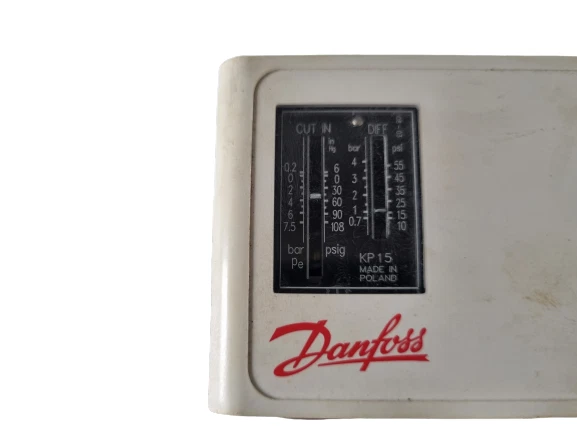 CUT IN
in
Hg
0.2 6
0 0
2 30
4 60
6 90
7.5 108
bar psig
Pe
DIFF
bar psi
4 55
3 45
35
2 25
1 15
0.7 10
KP15
MADE IN
POLAND
Danfoss